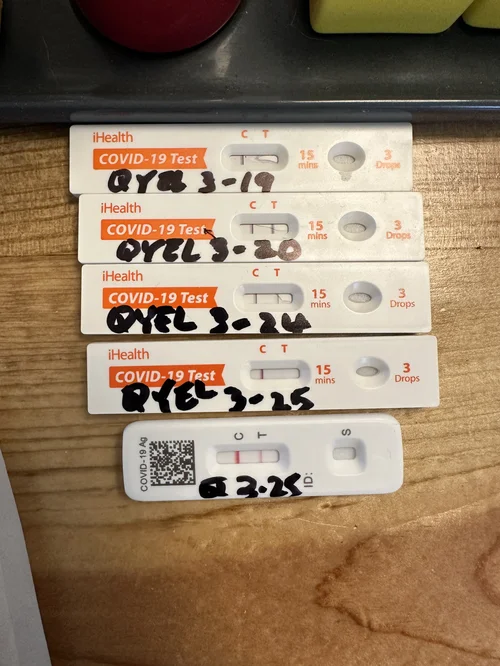 iHealth
C T
COVID-19 Test
15 mins
3 Drops
QYEL 3-19
iHealth
C T
COVID-19 Test
15 mins
3 Drops
QYEL 3-20
iHealth
C T
COVID-19 Test
15 mins
3 Drops
QYEL 3-24
iHealth
C T
COVID-19 Test
15 mins
3 Drops
QYEL 3-25
COVID-19 Ag
C T
S
ID:
Q 3-25